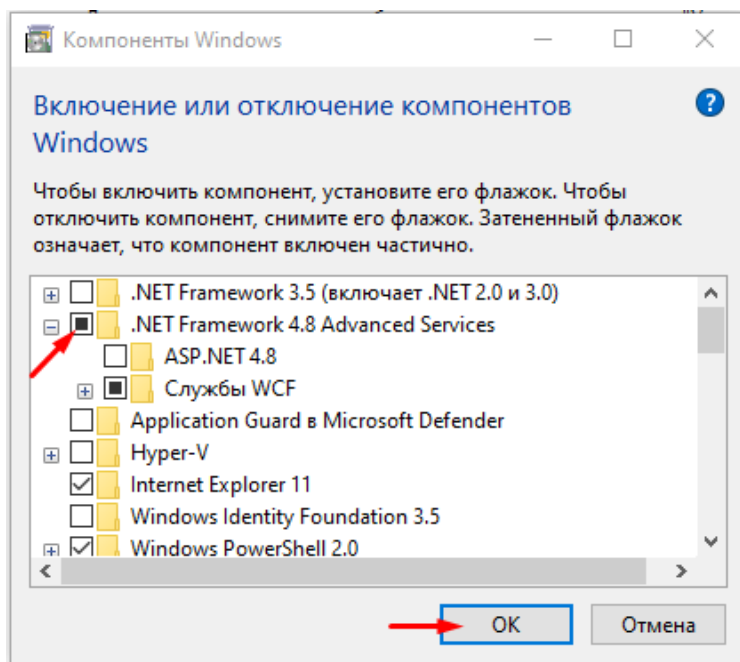 Компоненты Windows
Включение или отключение компонентов
Windows
Чтобы включить компонент, установите его флажок. Чтобы
отключить компонент, снимите его флажок. Затененный флажок
означает, что компонент включен частично.
.NET Framework 3.5 (включает .NET 2.0 и 3.0)
.NET Framework 4.8 Advanced Services
ASP.NET 4.8
Службы WCF
Application Guard в Microsoft Defender
Hyper-V
Internet Explorer 11
Windows Identity Foundation 3.5
Windows PowerShell 2.0
ОК
Отмена